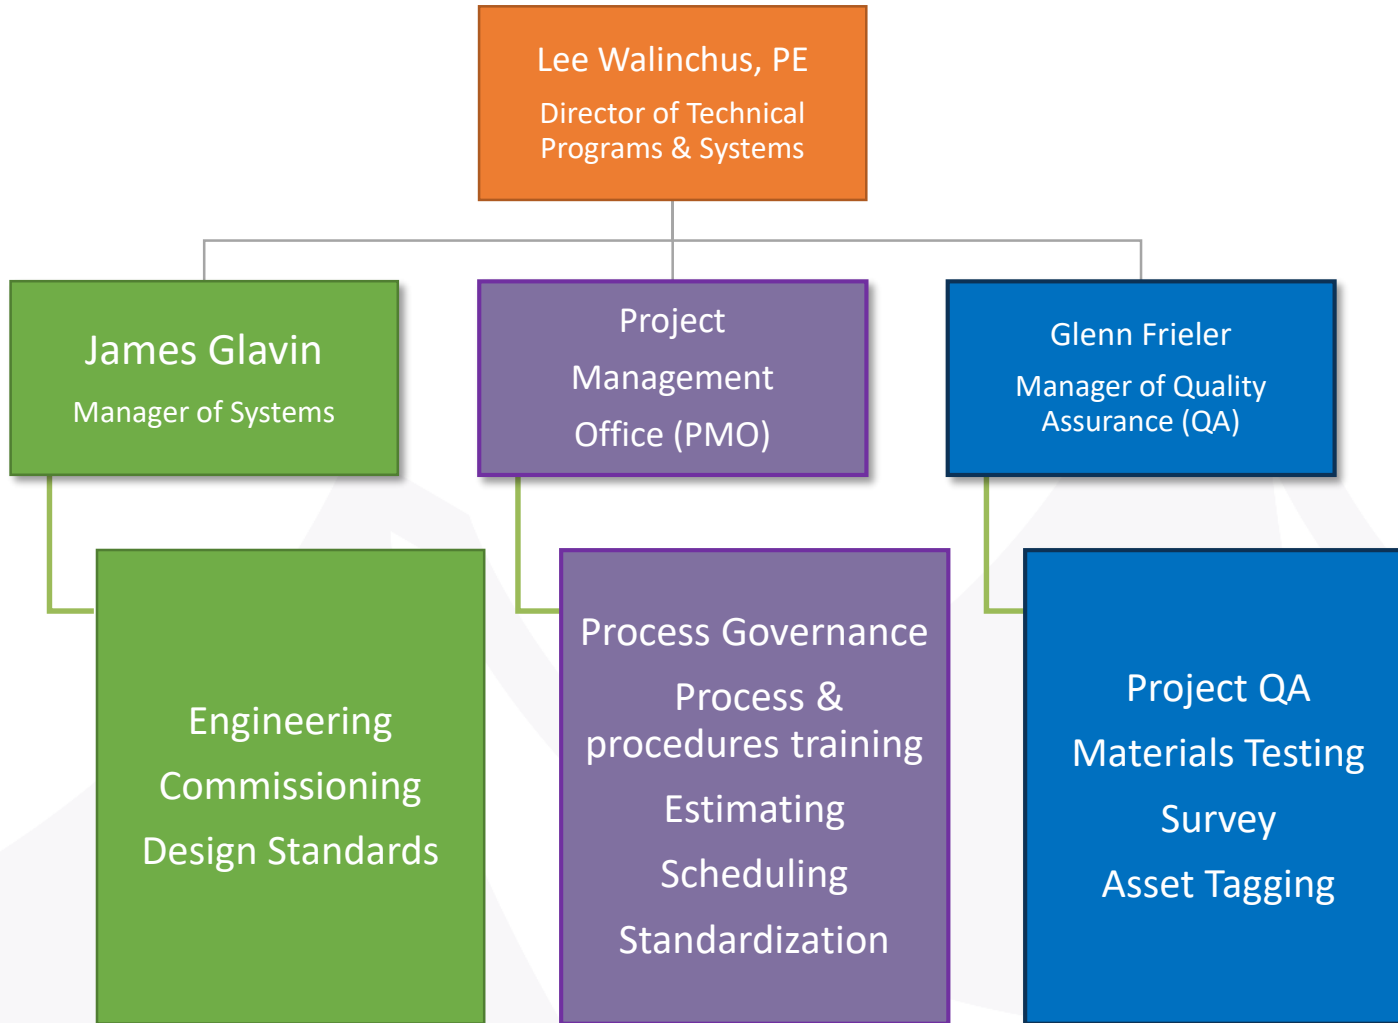 Lee Walinchus, PE
Director of Technical
Programs & Systems
James Glavin
Manager of Systems
Project
Management
Office (PMO)
Glenn Frieler
Manager of Quality
Assurance (QA)
Engineering
Commissioning
Design Standards
Process Governance
Process &
procedures training
Estimating
Scheduling
Standardization
Project QA
Materials Testing
Survey
Asset Tagging